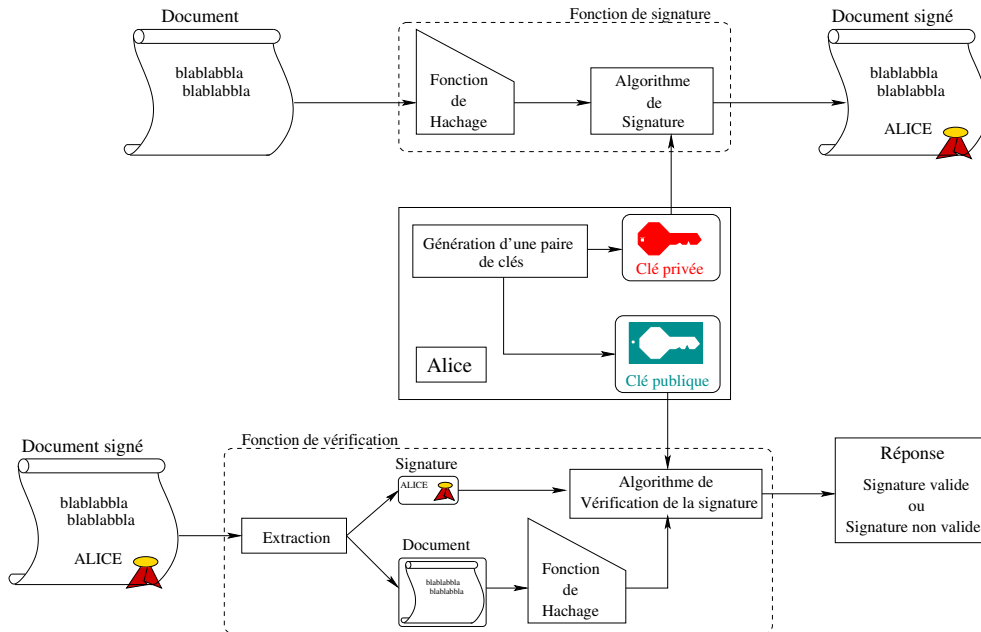 Document
blablabbla
blablabbla
Fonction de signature
Fonction
de
Hachage
Algorithme
de
Signature
Document signé
blablabbla
blablabbla
ALICE
Génération d'une paire
de clés
Clé privée
Alice
Clé publique
Document signé
blablabbla
blablabbla
ALICE
Fonction de vérification
Extraction
Signature
ALICE
Document
blablabbla
blablabbla
Fonction
de
Hachage
Algorithme de
Vérification de la signature
Réponse
Signature valide
ou
Signature non valide